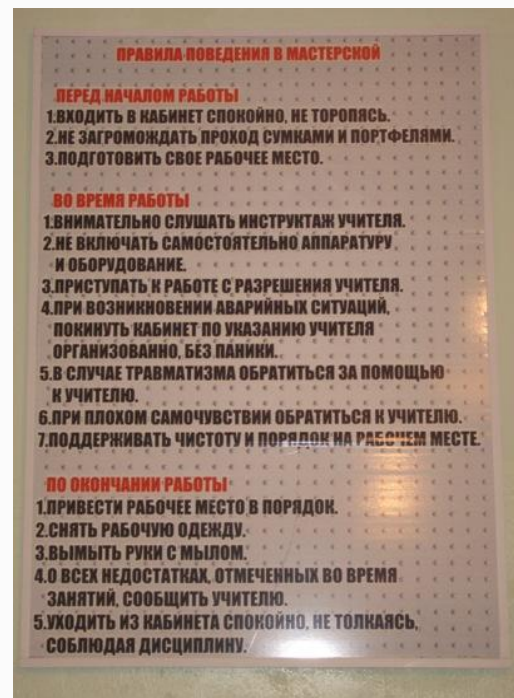 ПРАВИЛА ПОВЕДЕНИЯ В МАСТЕРСКОЙ
ПЕРЕД НАЧАЛОМ РАБОТЫ
1.ВХОДИТЬ В КАБИНЕТ СПОКОЙНО, НЕ ТОРОПЯСЬ.
2.НЕ ЗАГРОМОЖДАТЬ ПРОХОД СУМКАМИ И ПОРТФЕЛЯМИ.
3.ПОДГОТОВИТЬ СВОЕ РАБОЧЕЕ МЕСТО.
ВО ВРЕМЯ РАБОТЫ
1.ВНИМАТЕЛЬНО СЛУШАТЬ ИНСТРУКТАЖ УЧИТЕЛЯ.
2.НЕ ВКЛЮЧАТЬ САМОСТОЯТЕЛЬНО АППАРАТУРУ
И ОБОРУДОВАНИЕ.
3.ПРИСТУПАТЬ К РАБОТЕ С РАЗРЕШЕНИЯ УЧИТЕЛЯ.
4.ПРИ ВОЗНИКНОВЕНИИ АВАРИЙНЫХ СИТУАЦИЙ,
ПОКИНУТЬ КАБИНЕТ ПО УКАЗАНИЮ УЧИТЕЛЯ
ОРГАНИЗОВАННО, БЕЗ ПАНИКИ.
5.В СЛУЧАЕ ТРАВМАТИЗМА ОБРАТИТЬСЯ ЗА ПОМОЩЬЮ
К УЧИТЕЛЮ.
6.ПРИ ПЛОХОМ САМОЧУВСТВИИ ОБРАТИТЬСЯ К УЧИТЕЛЮ.
7.ПОДДЕРЖИВАТЬ ЧИСТОТУ И ПОРЯДОК НА РАБОЧЕМ МЕСТЕ.
ПО ОКОНЧАНИИ РАБОТЫ
1.ПРИВЕСТИ РАБОЧЕЕ МЕСТО В ПОРЯДОК.
2.СНЯТЬ РАБОЧУЮ ОДЕЖДУ.
3.ВЫМЫТЬ РУКИ С МЫЛОМ.
4.О ВСЕХ НЕДОСТАТКАХ, ОТМЕЧЕННЫХ ВО ВРЕМЯ
ЗАНЯТИЙ, СООБЩИТЬ УЧИТЕЛЮ.
5.УХОДИТЬ ИЗ КАБИНЕТА СПОКОЙНО, НЕ ТОЛКАЯСЬ,
СОБЛЮДАЯ ДИСЦИПЛИНУ.